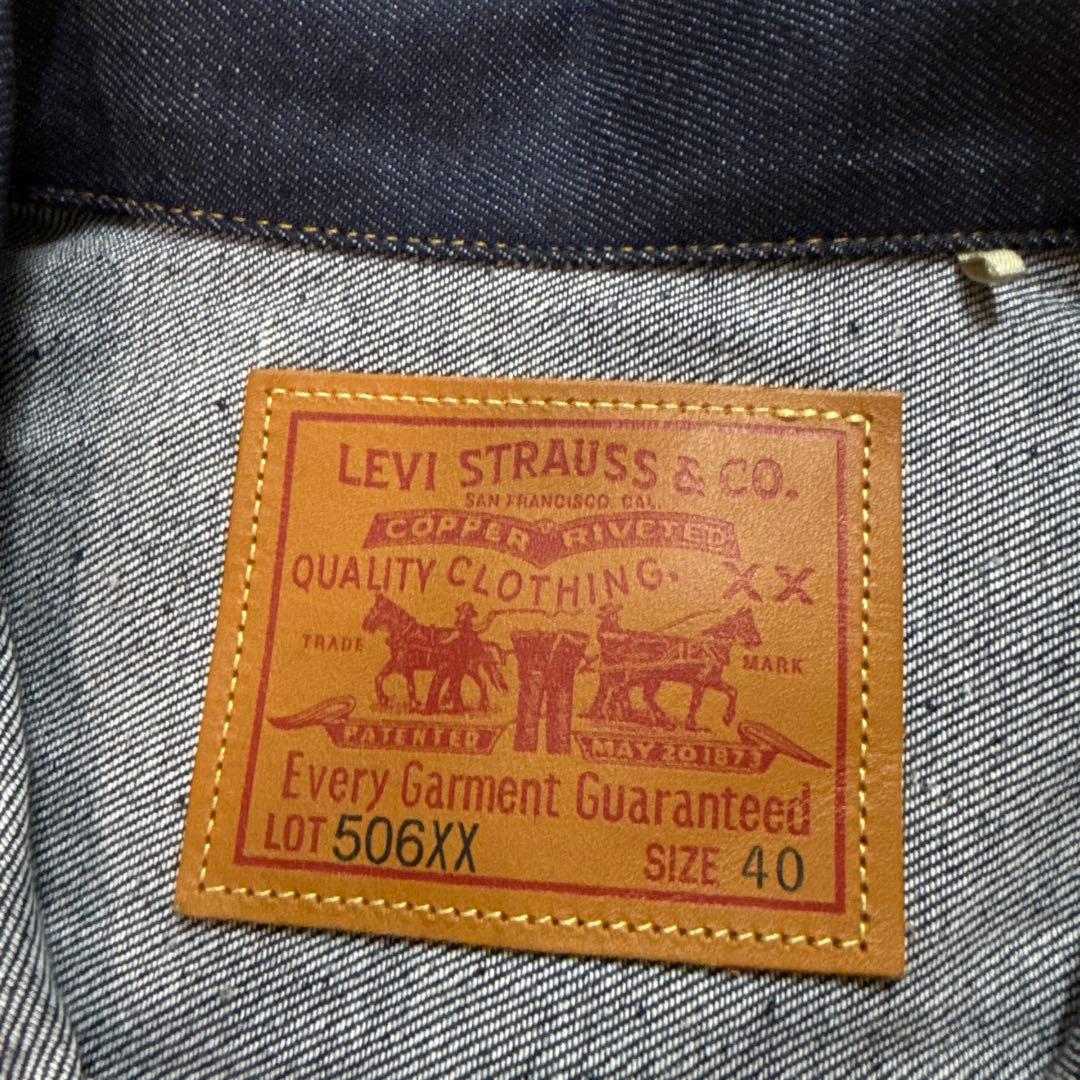 LEVI STRAUSS & CO.
SAN FRANCISCO, CAL.
COPPER RIVETED
QUALITY CLOTHING. XX
TRADE MARK
PATENTED MAY 20 1873
Every Garment Guaranteed
LOT 506XX SIZE 40